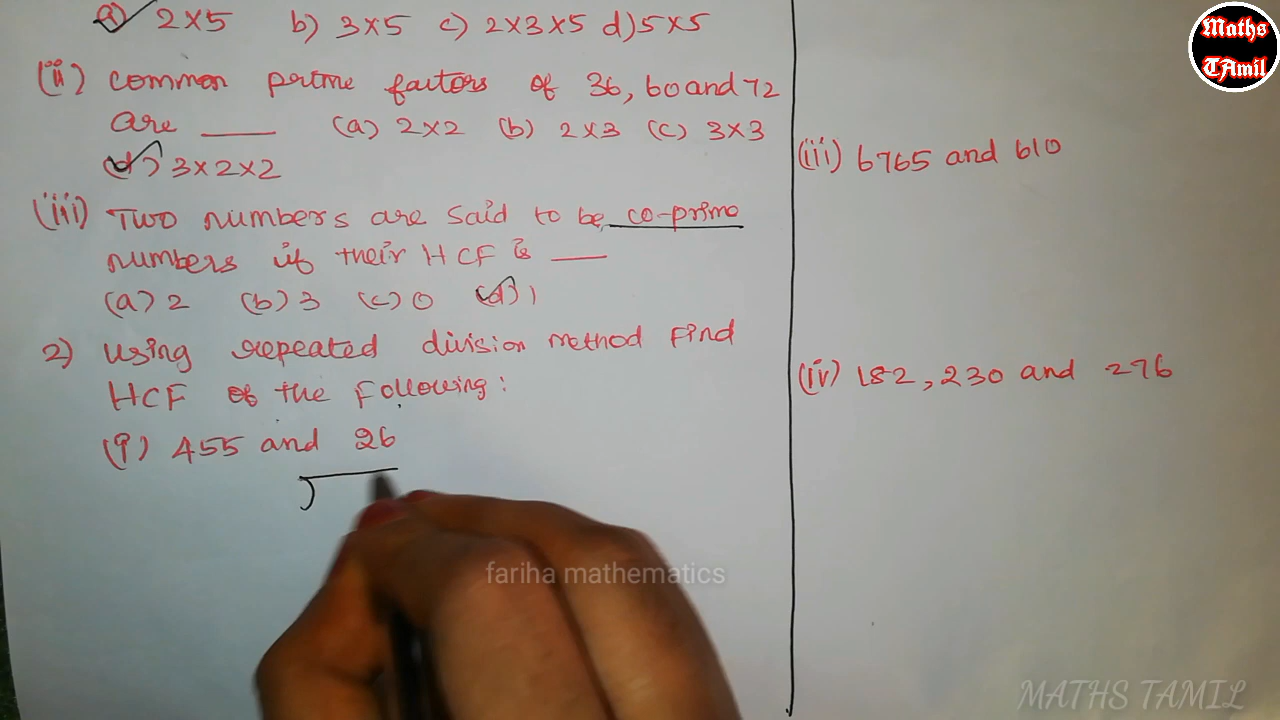 a) 2×5 b) 3×5 c) 2×3×5 d) 5×5
(ii) common prime factors of 36, 60 and 72
are ____ (a) 2×2 (b) 2×3 (c) 3×3
(d) 3×2×2
(iii) Two numbers are said to be co-prime
numbers if their HCF is ____
(a) 2 (b) 3 (c) 0 (d) 1
2) using repeated division method find
HCF of the following:
(i) 455 and 26
(iii) 6765 and 610
(iv) 182, 230 and 276
Maths
TAmil
fariha mathematics
MATHS TAMIL